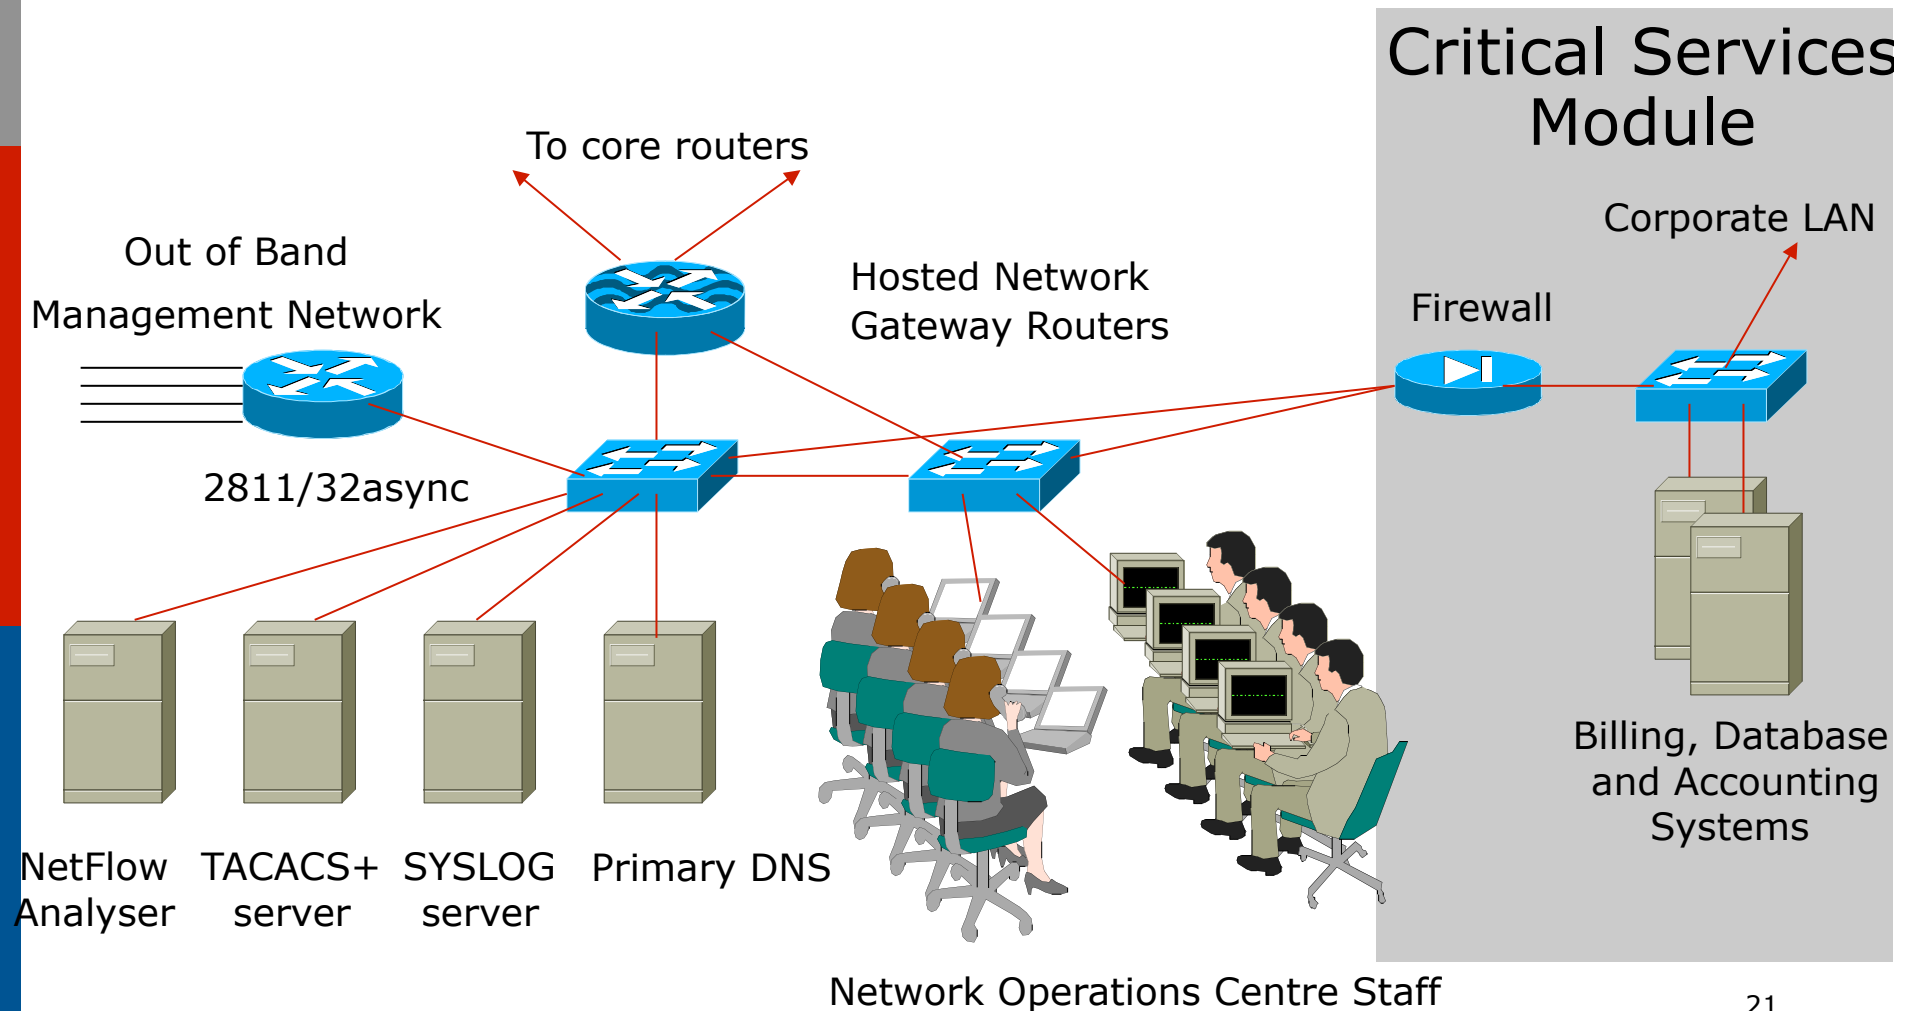 Critical Services
Module
To core routers
Corporate LAN
Out of Band
Management Network
Hosted Network
Gateway Routers
Firewall
2811/32async
Billing, Database
and Accounting
Systems
NetFlow
Analyser
TACACS+
server
SYSLOG
server
Primary DNS
Network Operations Centre Staff
21